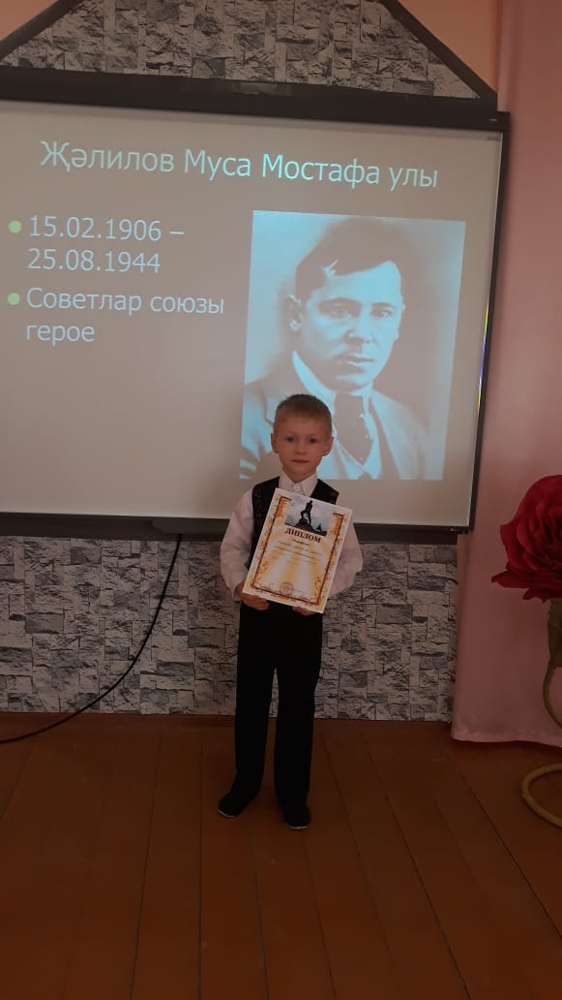 Җәлилов Муса Мостафа улы
15.02.1906 –
25.08.1944
Советлар союзы
герое
ДИПЛОМ